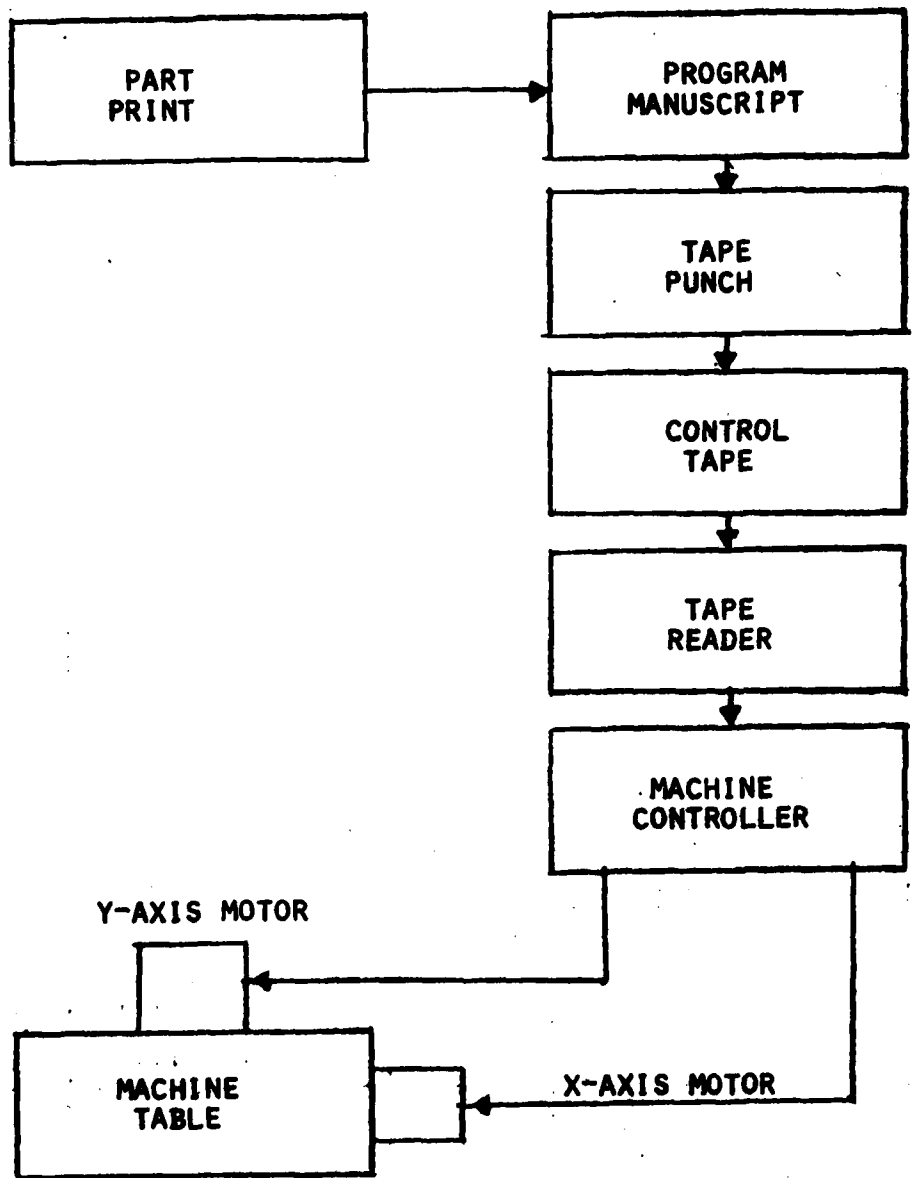 PART
PRINT
PROGRAM
MANUSCRIPT
TAPE
PUNCH
CONTROL
TAPE
TAPE
READER
MACHINE
CONTROLLER
Y-AXIS MOTOR
X-AXIS MOTOR
MACHINE
TABLE